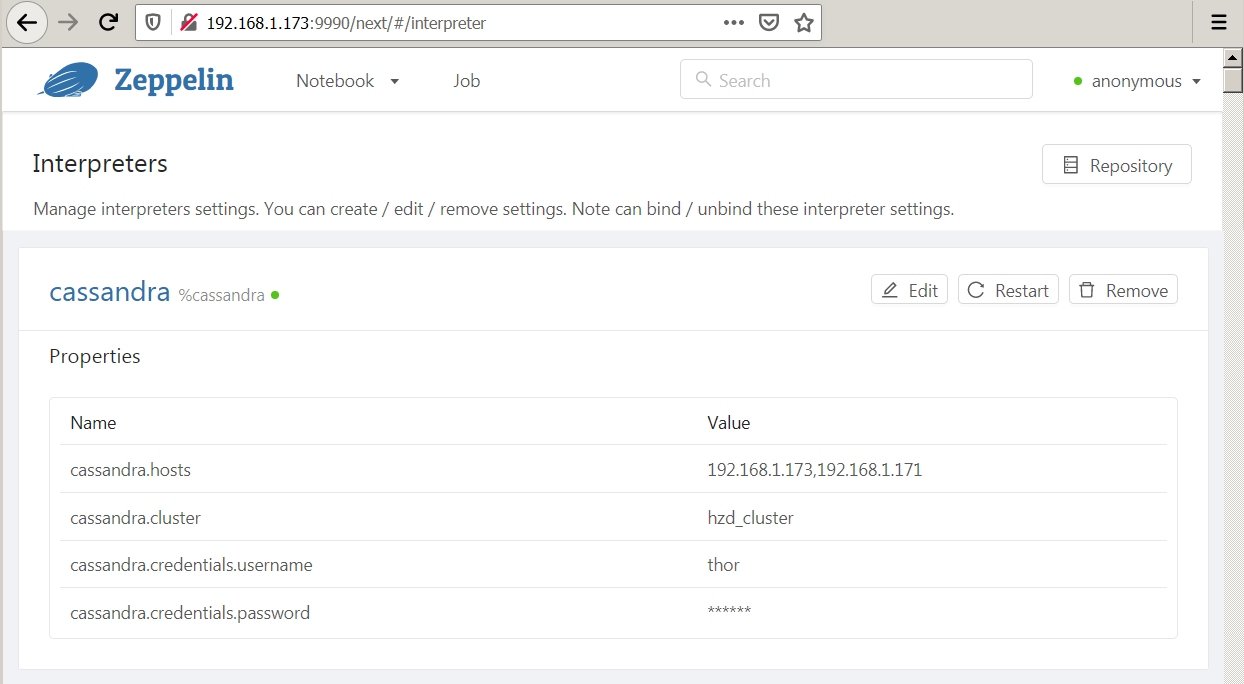 192.168.1.173:9990/next/#/interpreter
Zeppelin Notebook Job Search anonymous
Interpreters
Repository
Manage interpreters settings. You can create / edit / remove settings. Note can bind / unbind these interpreter settings.
cassandra %cassandra Edit Restart Remove
Properties
Name Value
cassandra.hosts 192.168.1.173,192.168.1.171
cassandra.cluster hzd_cluster
cassandra.credentials.username thor
cassandra.credentials.password ******